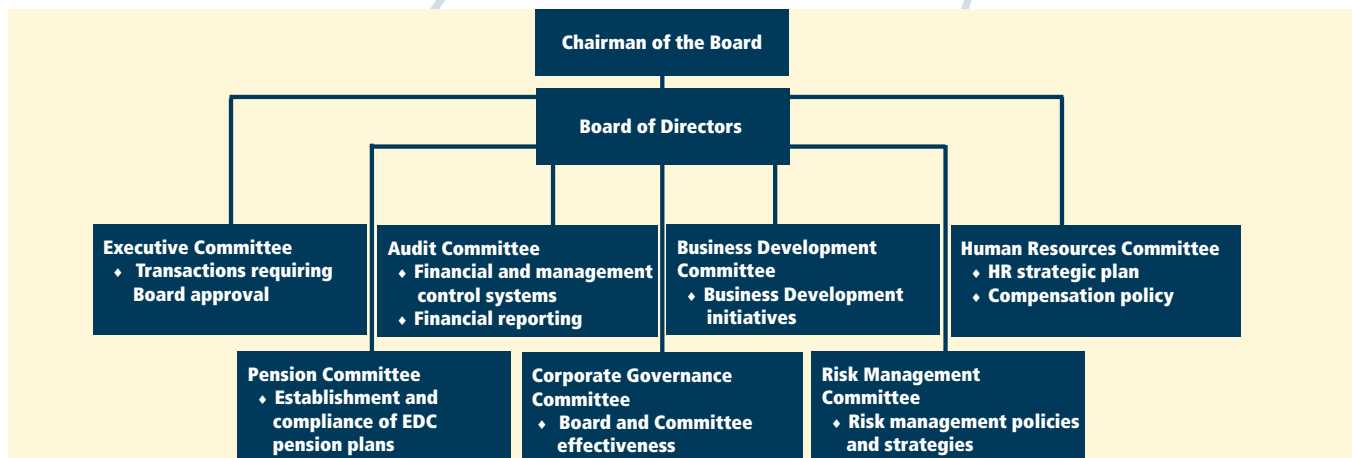 Chairman of the Board
Board of Directors
Executive Committee
♦ Transactions requiring
Board approval
Audit Committee
♦ Financial and management
control systems
♦ Financial reporting
Business Development
Committee
♦ Business Development
initiatives
Human Resources Committee
♦ HR strategic plan
♦ Compensation policy
Pension Committee
♦ Establishment and
compliance of EDC
pension plans
Corporate Governance
Committee
♦ Board and Committee
effectiveness
Risk Management
Committee
♦ Risk management policies
and strategies